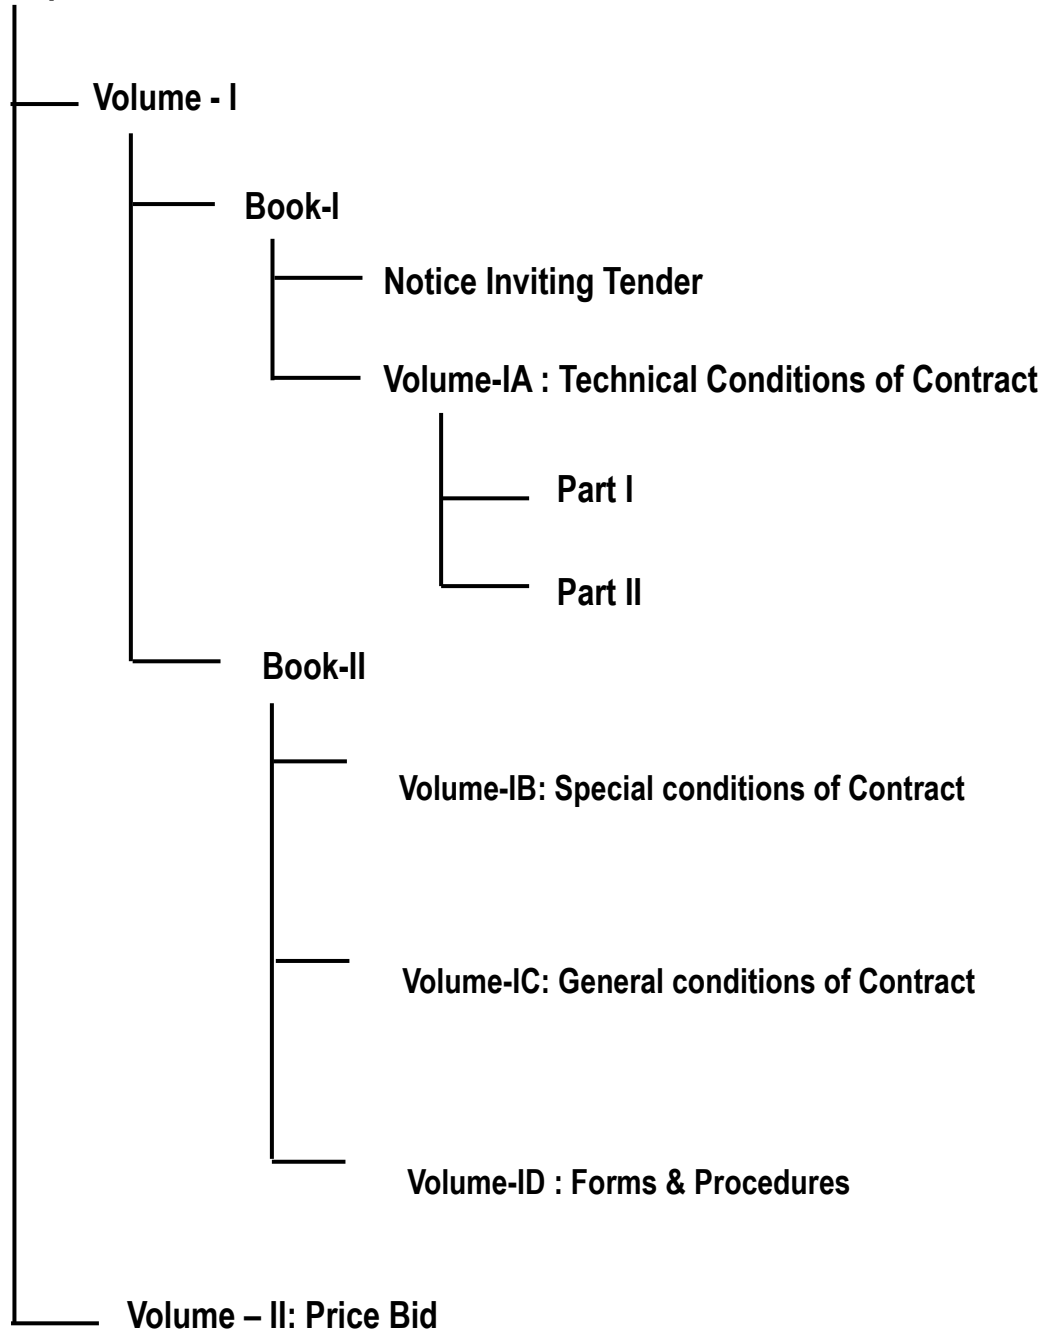 Volume - I
Book-I
Notice Inviting Tender
Volume-IA : Technical Conditions of Contract
Part I
Part II
Book-II
Volume-IB: Special conditions of Contract
Volume-IC: General conditions of Contract
Volume-ID : Forms & Procedures
Volume – II: Price Bid